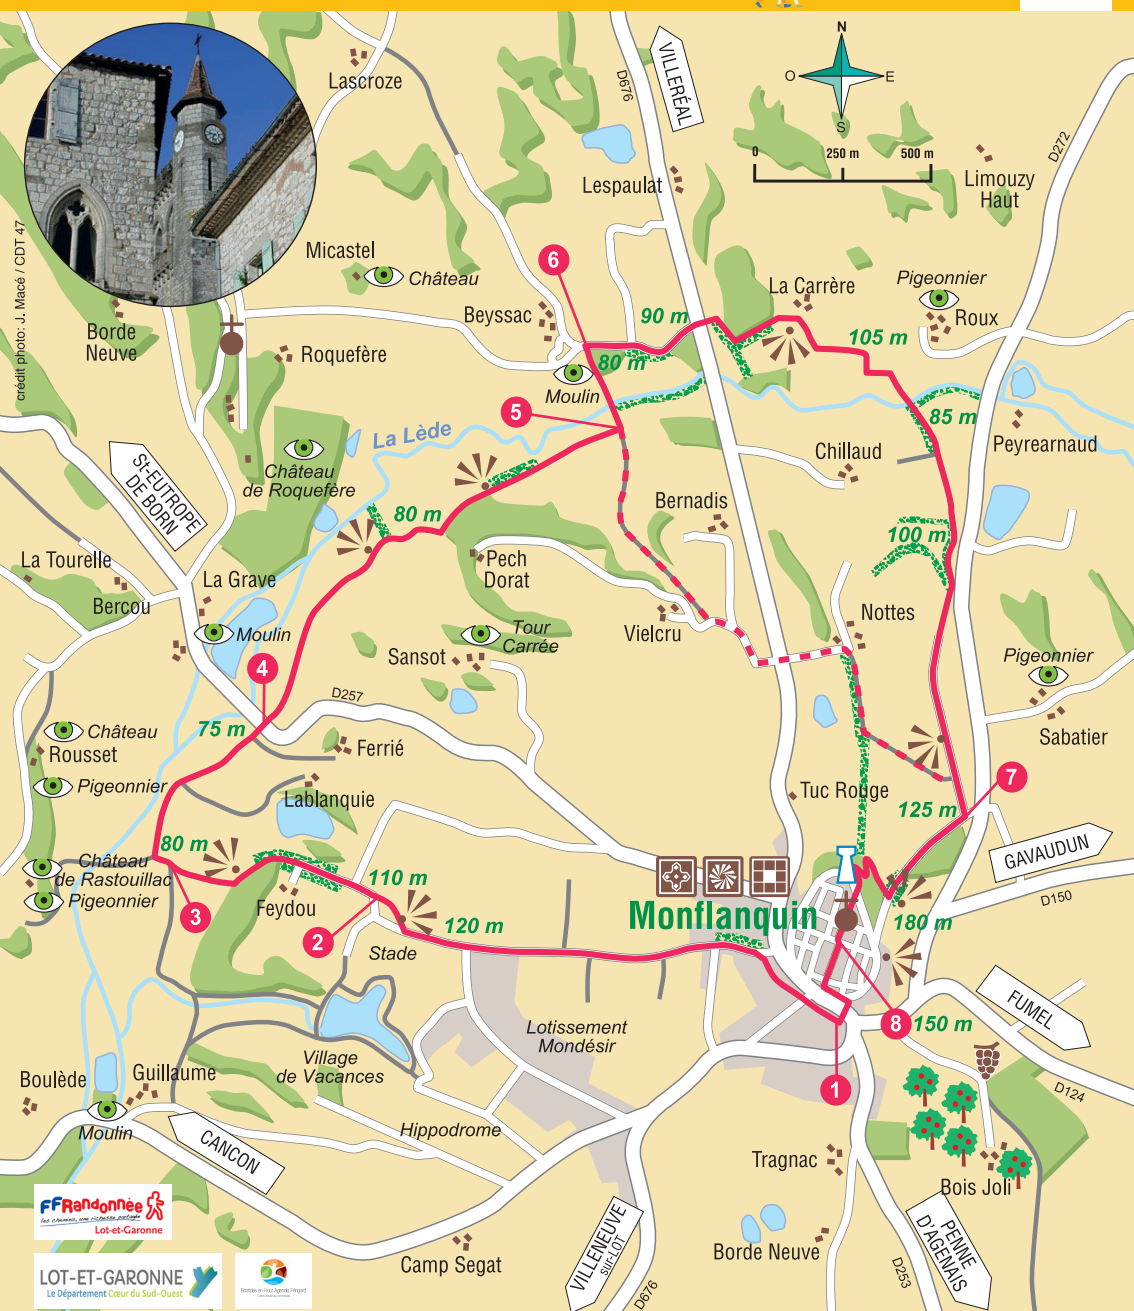 N
O
E
S
0
250 m
500 m
crédit photo: J. Macé / CDT 47
Lascroze
D676
VILLERÉAL
Lespaulat
Limouzy
Haut
D272
Micastel
Château
Borde
Neuve
Roquefère
Beyssac
6
90 m
La Carrère
Pigeonnier
Roux
105 m
80 m
Moulin
5
La Lède
85 m
Peyrearnaud
Chillaud
St-EUTROPE
DE BORN
Château
de Roquefère
80 m
Bernadis
100 m
La Tourelle
Bercou
La Grave
Moulin
Pech
Dorat
Tour
Carrée
Vielcru
Nottes
Sansot
4
D257
75 m
Pigeonnier
Sabatier
Château
Rousset
Pigeonnier
Ferrié
Lablanquie
Tuc Rouge
7
125 m
80 m
Château
de Rastouillac
Pigeonnier
3
Feydou
110 m
2
120 m
Stade
Monflanquin
GAVAUDUN
D150
180 m
8
150 m
FUMEL
Lotissement
Mondésir
Village
de Vacances
1
D124
Boulède
Guillaume
Moulin
CANCON
Hippodrome
Tragnac
Bois Joli
Camp Segat
VILLENEUVE
sur-LOT
D676
Borde Neuve
D253
PENNE
D'AGENAIS
FFRandonnée
les chemins, une richesse partagée
Lot-et-Garonne
LOT-ET-GARONNE
Le Département Cœur du Sud-Ouest